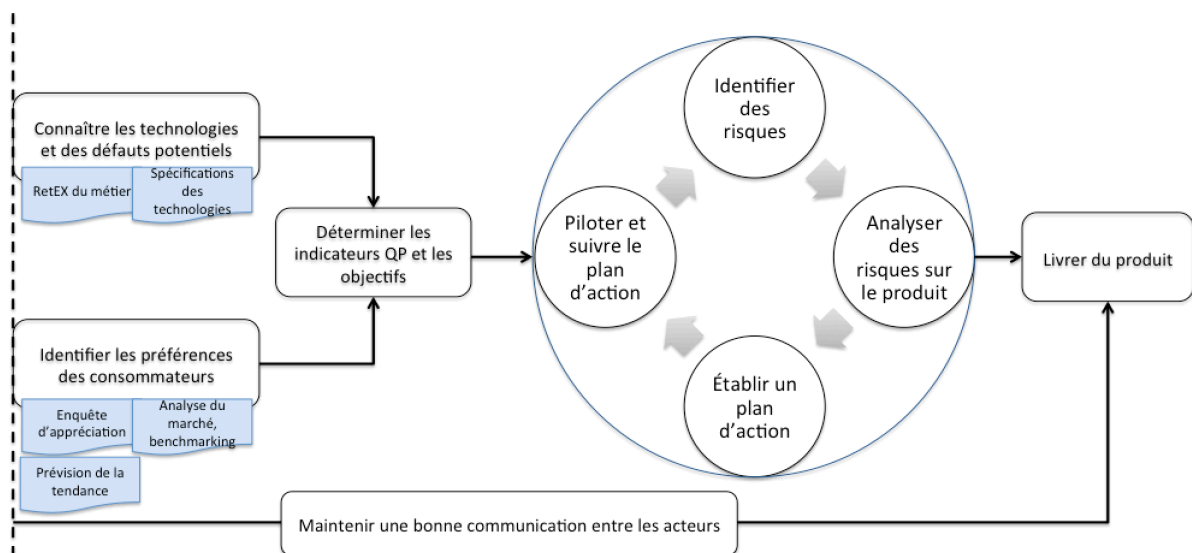 Connaître les technologies
et des défauts potentiels
RetEX du métier
Spécifications
des
technologies
Déterminer les
indicateurs QP et les
objectifs
Identifier les préférences
des consommateurs
Enquête
d'appréciation
Analyse du
marché,
benchmarking
Prévision de la
tendance
Identifier
des
risques
Analyser
des
risques sur
le produit
Établir un
plan
d'action
Piloter et
suivre le
plan
d'action
Livrer du produit
Maintenir une bonne communication entre les acteurs